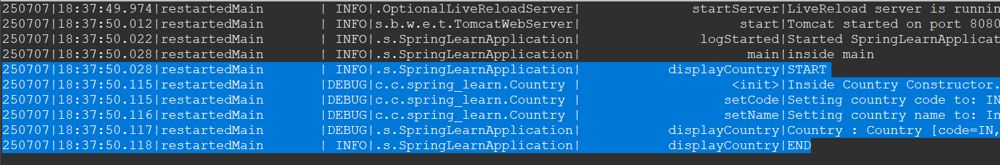 250707|18:37:49.974|restartedMain       | INFO|.OptionalLiveReloadServer|              startServer|LiveReload server is runnin
250707|18:37:50.012|restartedMain       | INFO|s.b.w.e.t.TomcatWebServer|                    start|Tomcat started on port 8080
250707|18:37:50.022|restartedMain       | INFO|.s.SpringLearnApplication|               logStarted|Started SpringLearnApplicat
250707|18:37:50.028|restartedMain       | INFO|.s.SpringLearnApplication|                     main|inside main
250707|18:37:50.028|restartedMain       | INFO|.s.SpringLearnApplication|           displayCountry|START
250707|18:37:50.115|restartedMain       |DEBUG|c.c.spring_learn.Country |                   <init>|Inside Country Constructor.
250707|18:37:50.115|restartedMain       |DEBUG|c.c.spring_learn.Country |                  setCode|Setting country code to: IN
250707|18:37:50.116|restartedMain       |DEBUG|c.c.spring_learn.Country |                  setName|Setting country name to: In
250707|18:37:50.117|restartedMain       |DEBUG|.s.SpringLearnApplication|           displayCountry|Country : Country [code=IN,
250707|18:37:50.118|restartedMain       | INFO|.s.SpringLearnApplication|           displayCountry|END